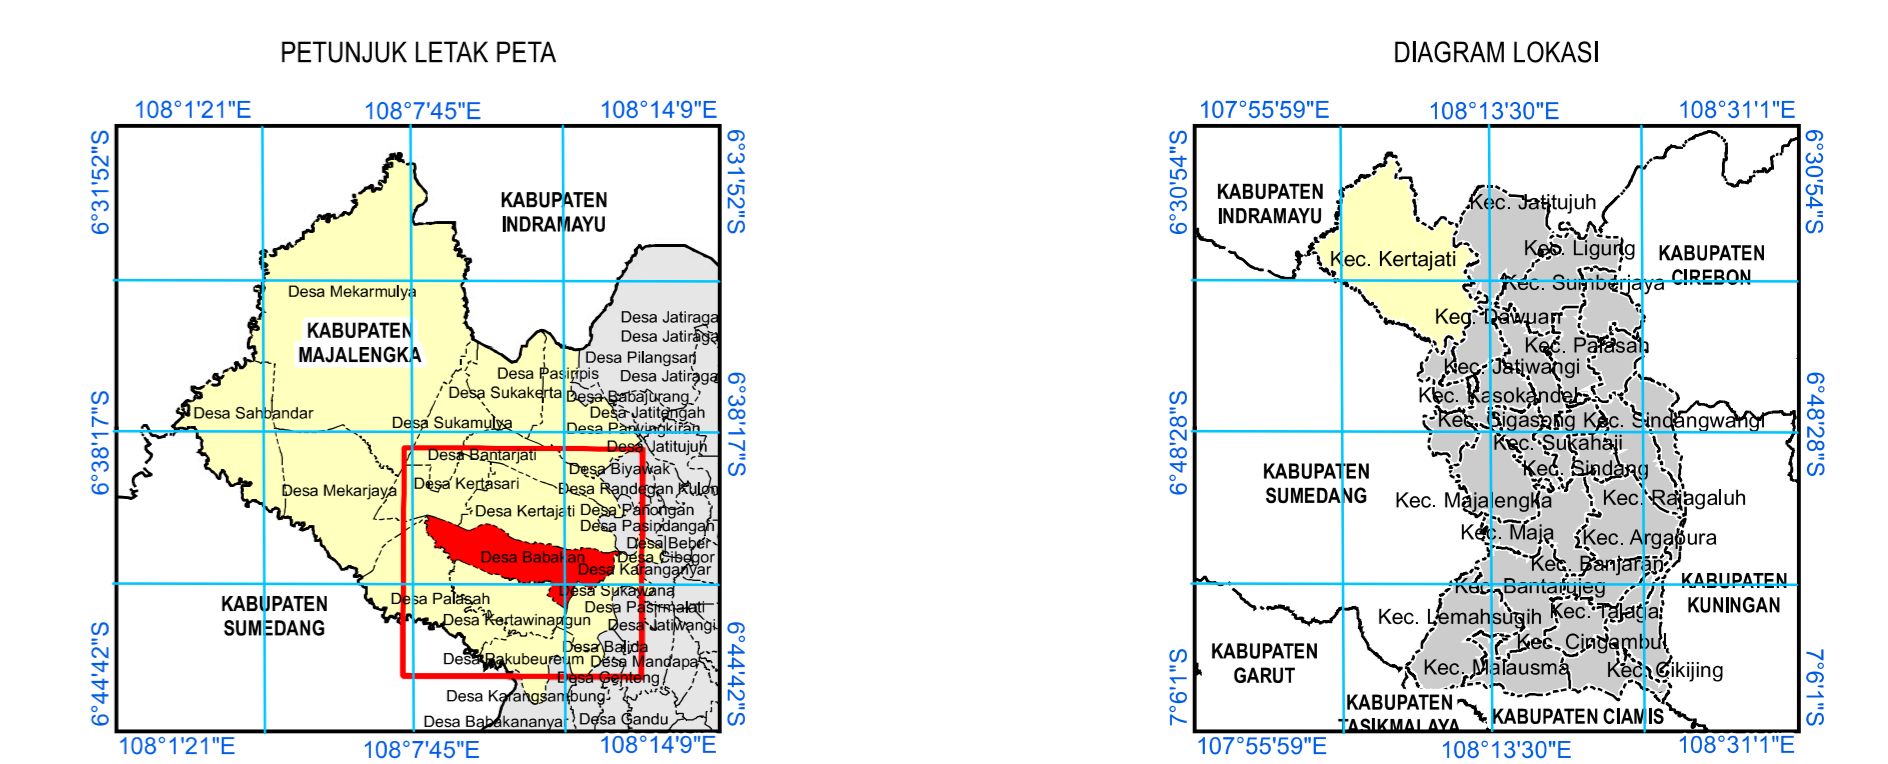 PETUNJUK LETAK PETA
108°1'21"E
108°7'45"E
108°14'9"E
6°31'52"S
6°31'52"S
KABUPATEN
INDRAMAYU
Desa Mekarmulya
KABUPATEN
MAJALENGKA
Desa Jatiraga
Desa Jatiraga
Desa Pilangsari
Desa Pasiripis
Desa Jatiraga
Desa Sukakerta
Desa Babajurang
Desa Sahbandar
Desa Jatitengah
Desa Sukamulya
Desa Panyingkiran
6°38'17"S
6°38'17"S
Desa Jatitujuh
Desa Bantarjati
Desa Biyawak
Desa Kertasari
Desa Mekarjaya
Desa Randegan Kulon
Desa Kertajati
Desa Panongan
Desa Pasindangan
Desa Beber
Desa Babakan
Desa Cibogor
Desa Karanganyar
Desa Sukawana
Desa Palasah
Desa Pasirmalati
KABUPATEN
SUMEDANG
Desa Kertawinangun
Desa Jatiwangi
Desa Balida
Desa Pakubeureum
Desa Mandapa
Desa Genteng
6°44'42"S
6°44'42"S
Desa Karangsambung
Desa Babakananyar
Desa Gandu
108°1'21"E
108°7'45"E
108°14'9"E
DIAGRAM LOKASI
107°55'59"E
108°13'30"E
108°31'1"E
6°30'54"S
6°30'54"S
KABUPATEN
INDRAMAYU
Kec. Jatitujuh
Kec. Ligung
Kec. Kertajati
KABUPATEN
CIREBON
Kec. Sumberjaya
Kec. Dawuan
Kec. Palasah
Kec. Jatiwangi
Kec. Kasokandel
Kec. Cigasong
Kec. Sindangwangi
6°48'28"S
6°48'28"S
Kec. Sukahaji
KABUPATEN
SUMEDANG
Kec. Sindang
Kec. Majalengka
Kec. Rajagaluh
Kec. Maja
Kec. Argapura
Kec. Banjaran
Kec. Bantarujeg
KABUPATEN
KUNINGAN
Kec. Lemahsugih
Kec. Talaga
Kec. Cingambul
KABUPATEN
GARUT
Kec. Malausma
Kec. Cikijing
7°6'1"S
7°6'1"S
KABUPATEN
TASIKMALAYA
KABUPATEN CIAMIS
107°55'59"E
108°13'30"E
108°31'1"E